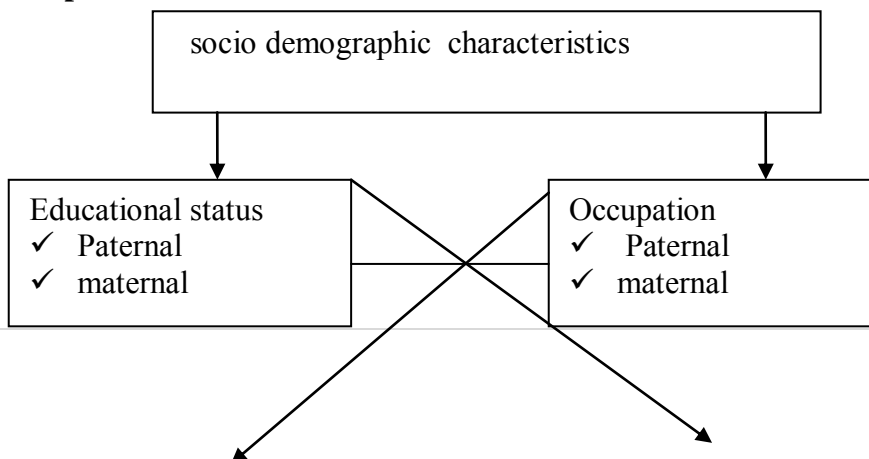 socio demographic characteristics
Educational status
✓ Paternal
✓ maternal
Occupation
✓ Paternal
✓ maternal